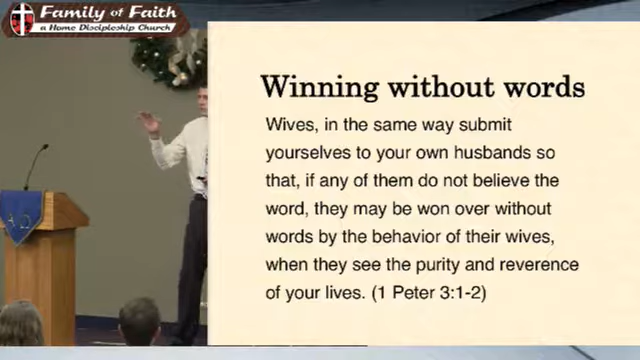 Family of Faith
a Home Discipleship Church
Winning without words
Wives, in the same way submit
yourselves to your own husbands so
that, if any of them do not believe the
word, they may be won over without
words by the behavior of their wives,
when they see the purity and reverence
of your lives. (1 Peter 3:1-2)
Α Ω